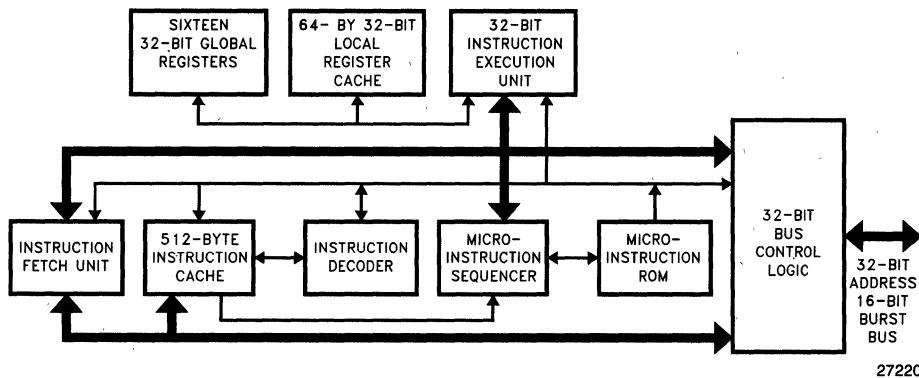 SIXTEEN
32-BIT GLOBAL
REGISTERS
64- BY 32-BIT
LOCAL
REGISTER
CACHE
32-BIT
INSTRUCTION
EXECUTION
UNIT
INSTRUCTION
FETCH UNIT
512-BYTE
INSTRUCTION
CACHE
INSTRUCTION
DECODER
MICRO-
INSTRUCTION
SEQUENCER
MICRO-
INSTRUCTION
ROM
32-BIT
BUS
CONTROL
LOGIC
32-BIT
ADDRESS
16-BIT
BURST
BUS
27220